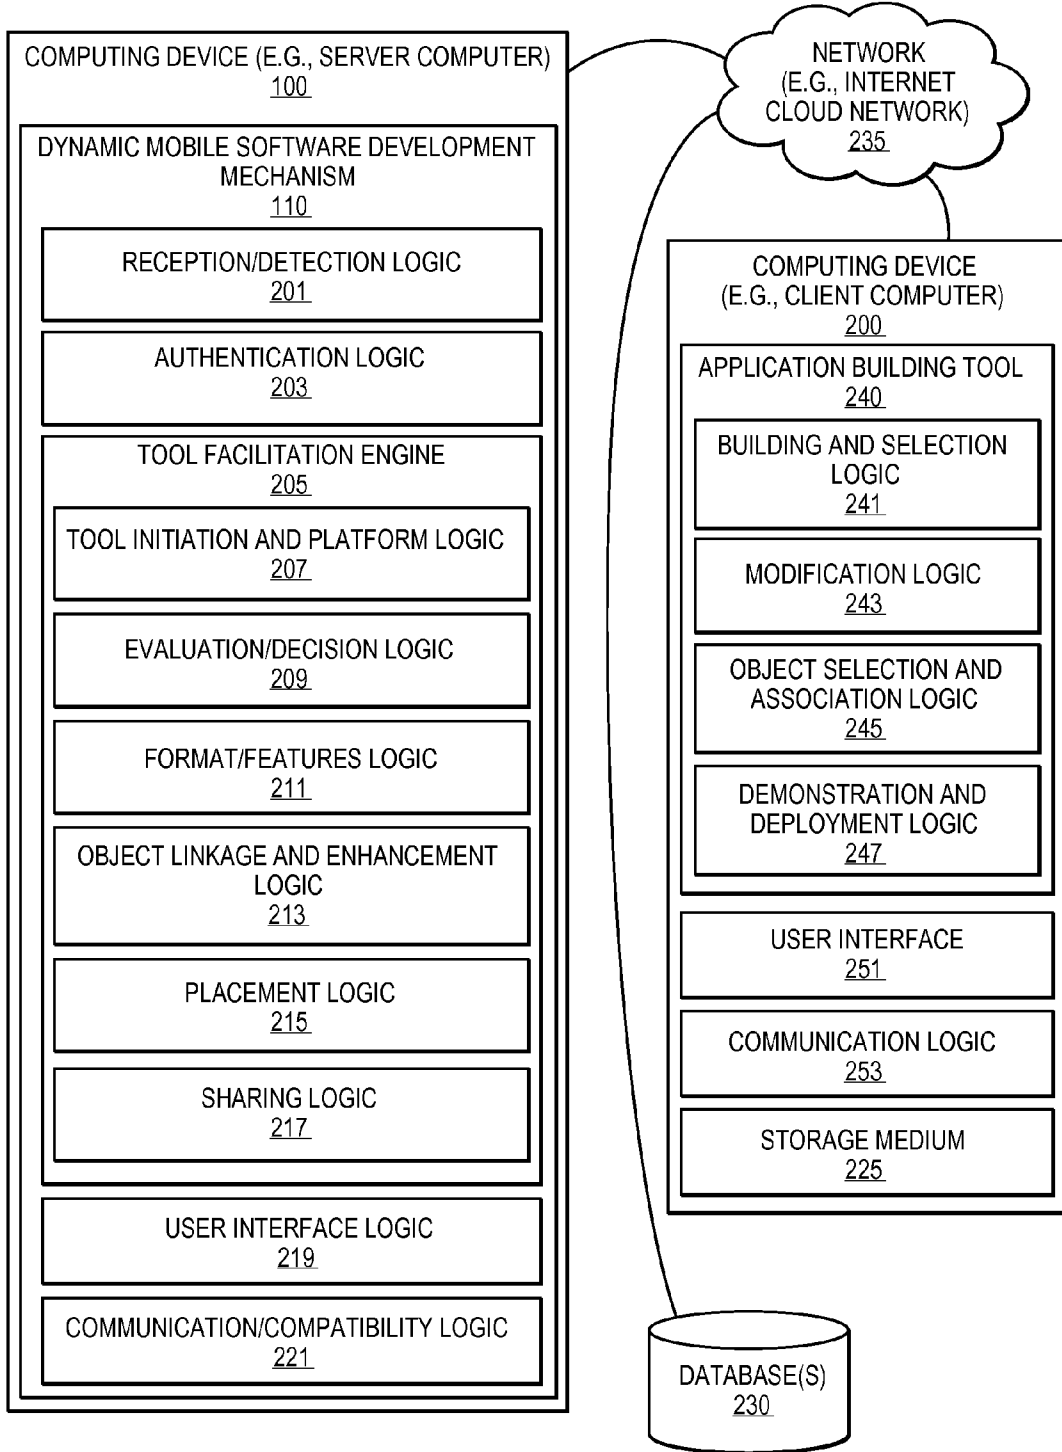 COMPUTING DEVICE (E.G., SERVER COMPUTER)
100
DYNAMIC MOBILE SOFTWARE DEVELOPMENT
MECHANISM
110
RECEPTION/DETECTION LOGIC
201
AUTHENTICATION LOGIC
203
TOOL FACILITATION ENGINE
205
TOOL INITIATION AND PLATFORM LOGIC
207
EVALUATION/DECISION LOGIC
209
FORMAT/FEATURES LOGIC
211
OBJECT LINKAGE AND ENHANCEMENT
LOGIC
213
PLACEMENT LOGIC
215
SHARING LOGIC
217
USER INTERFACE LOGIC
219
COMMUNICATION/COMPATIBILITY LOGIC
221
NETWORK
(E.G., INTERNET
CLOUD NETWORK)
235
COMPUTING DEVICE
(E.G., CLIENT COMPUTER)
200
APPLICATION BUILDING TOOL
240
BUILDING AND SELECTION
LOGIC
241
MODIFICATION LOGIC
243
OBJECT SELECTION AND
ASSOCIATION LOGIC
245
DEMONSTRATION AND
DEPLOYMENT LOGIC
247
USER INTERFACE
251
COMMUNICATION LOGIC
253
STORAGE MEDIUM
225
DATABASE(S)
230